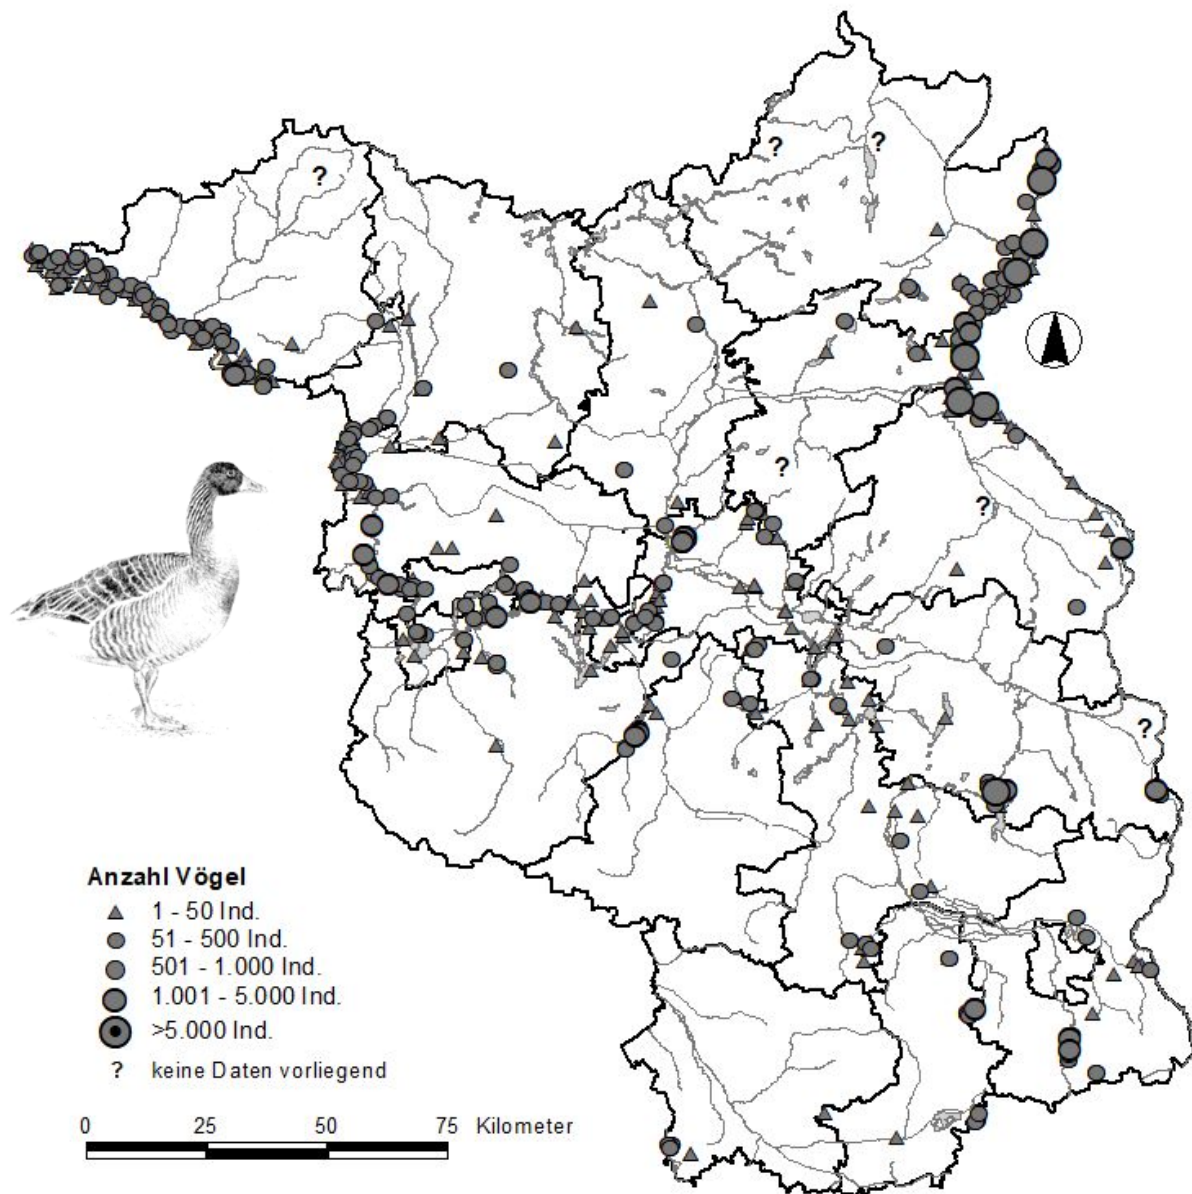 ?
?
?
?
?
?
Anzahl Vögel
1 - 50 Ind.
51 - 500 Ind.
501 - 1.000 Ind.
1.001 - 5.000 Ind.
>5.000 Ind.
? keine Daten vorliegend
0 25 50 75 Kilometer